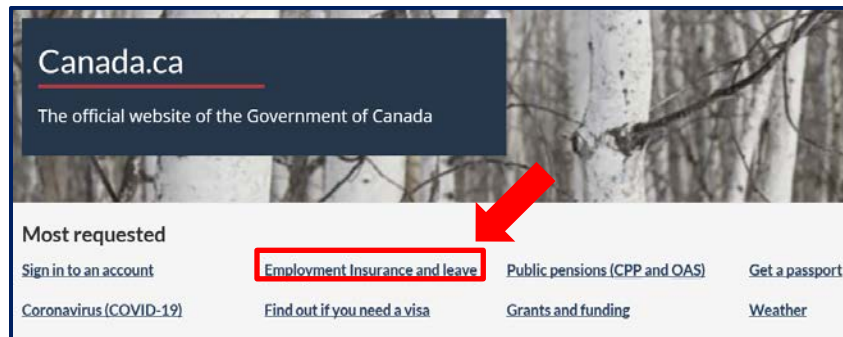 Canada.ca
The official website of the Government of Canada
Most requested
Sign in to an account
Employment Insurance and leave
Public pensions (CPP and OAS)
Get a passport
Coronavirus (COVID-19)
Find out if you need a visa
Grants and funding
Weather